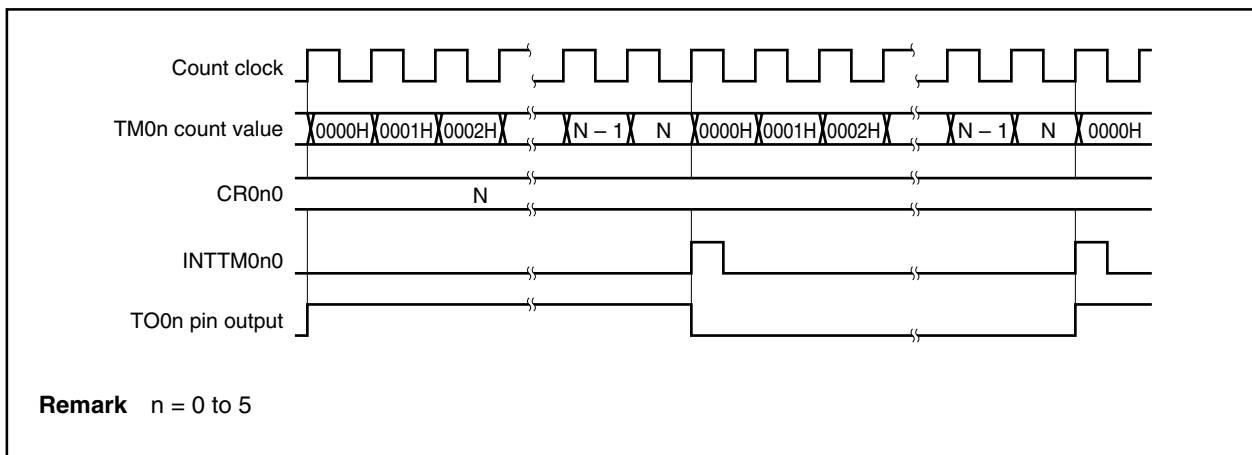 Count clock
TM0n count value 0000H 0001H 0002H N – 1 N 0000H 0001H 0002H N – 1 N 0000H
CR0n0 N
INTTM0n0
TO0n pin output
Remark n = 0 to 5